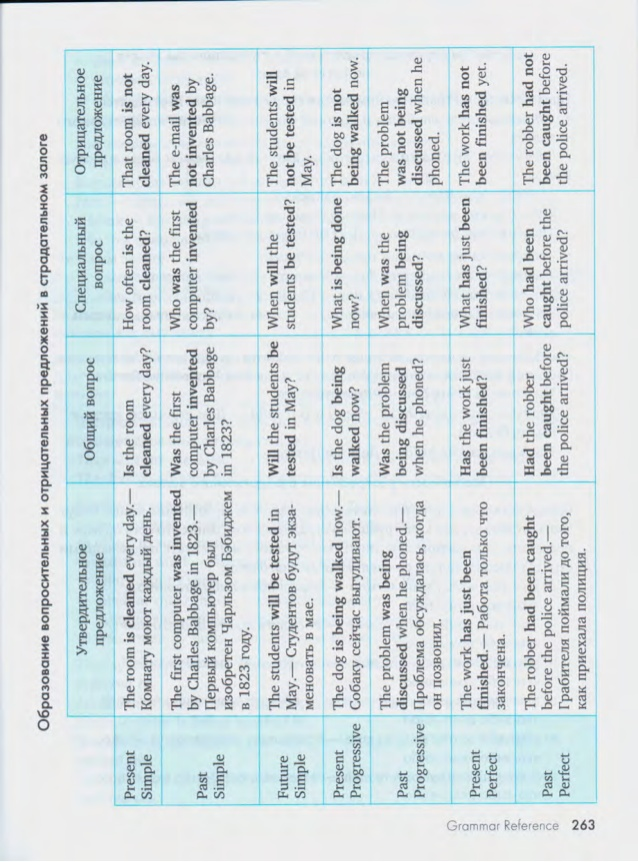 Образование вопросительных и отрицательных предложений в страдательном залоге
Утвердительное
предложение
Общий вопрос
Специальный
вопрос
Отрицательное
предложение
Present
Simple
The room is cleaned every day.—
Комнату моют каждый день.
Is the room
cleaned every day?
How often is the
room cleaned?
That room is not
cleaned every day.
Past
Simple
The first computer was invented
by Charles Babbage in 1823.—
Первый компьютер был
изобретен Чарльзом Бэбиджем
в 1823 году.
Was the first
computer invented
by Charles Babbage
in 1823?
Who was the first
computer invented
by?
The e-mail was
not invented by
Charles Babbage.
Future
Simple
The students will be tested in
May.— Студентов будут экза-
меновать в мае.
Will the students be
tested in May?
When will the
students be tested?
The students will
not be tested in
May.
Present
Progressive
The dog is being walked now.—
Собаку сейчас выгуливают.
Is the dog being
walked now?
What is being done
now?
The dog is not
being walked now.
Past
Progressive
The problem was being
discussed when he phoned.—
Проблема обсуждалась, когда
он позвонил.
Was the problem
being discussed
when he phoned?
When was the
problem being
discussed?
The problem
was not being
discussed when he
phoned.
Present
Perfect
The work has just been
finished.— Работа только что
закончена.
Has the work just
been finished?
What has just been
finished?
The work has not
been finished yet.
Past
Perfect
The robber had been caught
before the police arrived.—
Грабителя поймали до того,
как приехала полиция.
Had the robber
been caught before
the police arrived?
Who had been
caught before the
police arrived?
The robber had not
been caught before
the police arrived.
Grammar Reference 263